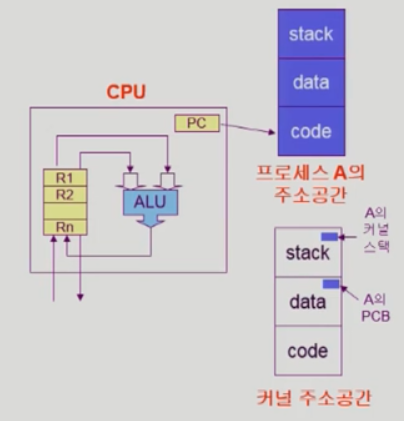 CPU
PC
R1
R2
Rn
ALU
stack
data
code
프로세스 A의
주소공간
stack
data
code
A의
커널
스택
A의
PCB
커널 주소공간